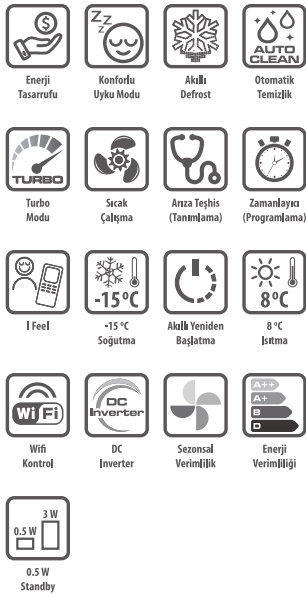 $
Z Z Z
AUTO
CLEAN
Enerji
Tasarrufu
Konforlu
Uyku Modu
Akıllı
Defrost
Otomatik
Temizlik
TURBO
Turbo
Modu
Sıcak
Çalışma
Arıza Teşhis
(Tanımlama)
Zamanlayıcı
(Programlama)
-15 °C
8 °C
I Feel
-15 °C
Soğutma
Akıllı Yeniden
Başlatma
8 °C
Isıtma
Wi Fi
DC
Inverter
A++
A+
B
D
Wifi
Kontrol
DC
Inverter
Sezonsal
Verimlilik
Enerji
Verimliliği
0.5 W
3 W
0.5 W
Standby